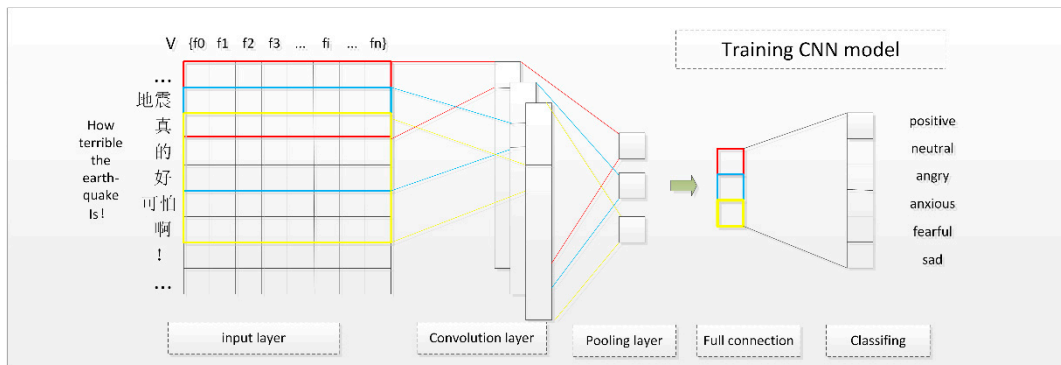 Training CNN model
V {f0 f1 f2 f3 ... fi ... fn}
...
地震
真
的
好
可怕
啊
!
...
How
terrible
the
earth-
quake
Is!
positive
neutral
angry
anxious
fearful
sad
input layer
Convolution layer
Pooling layer
Full connection
Classifing